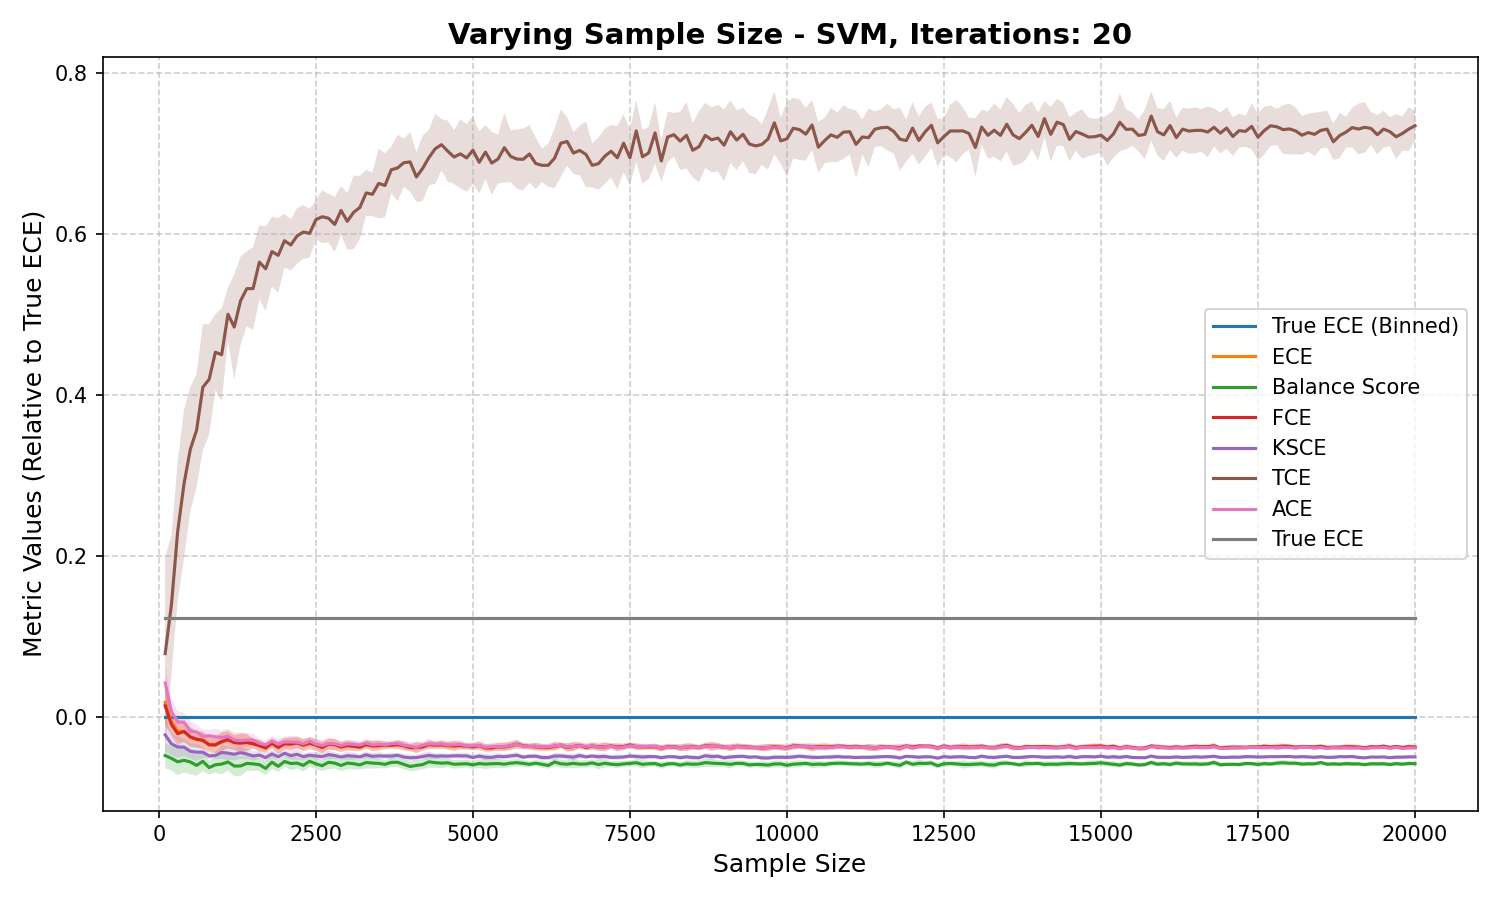 Varying Sample Size - SVM, Iterations: 20
Metric Values (Relative to True ECE)
0.8
0.6
0.4
0.2
0.0
True ECE (Binned)
ECE
Balance Score
FCE
KSCE
TCE
ACE
True ECE
0 2500 5000 7500 10000 12500 15000 17500 20000
Sample Size